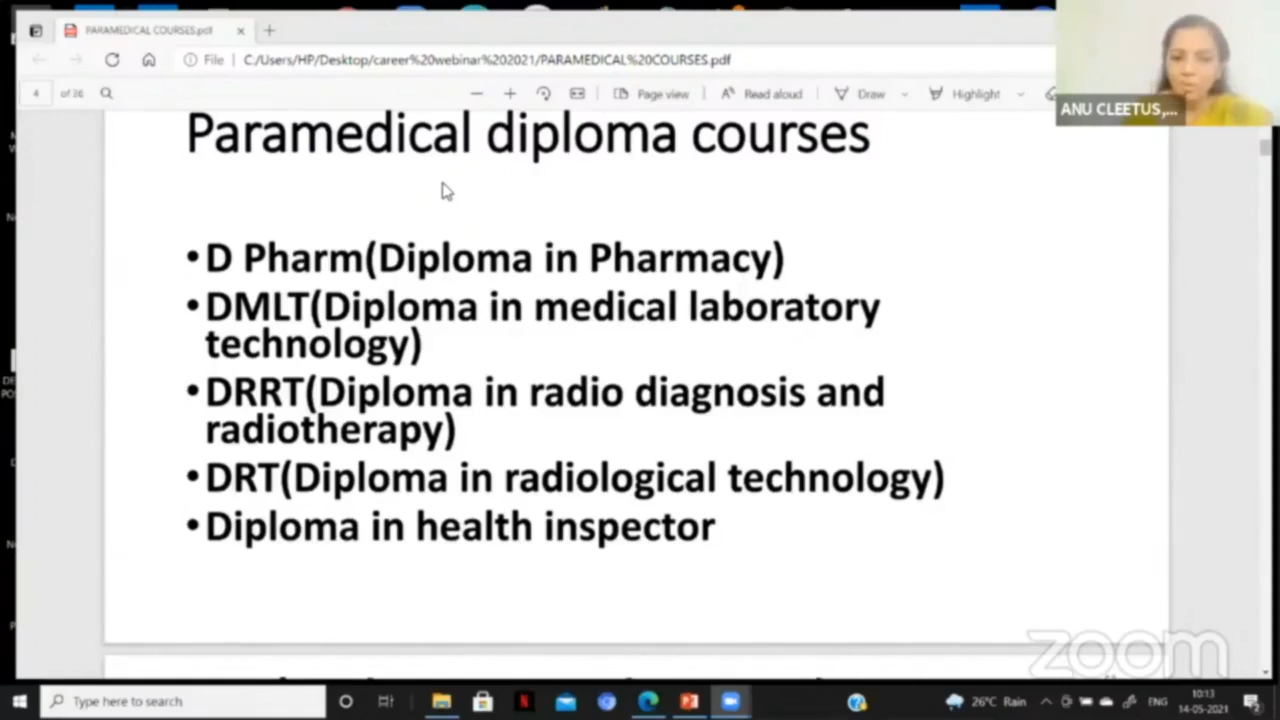 PARAMEDICAL COURSES.pdf
File
C:/Users/HP/Desktop/career%20webinar%202021/PARAMEDICAL%20COURSES.pdf
4 of 36
Page view
Read aloud
Draw
Highlight
ANU CLEETUS,...
Paramedical diploma courses
•D Pharm(Diploma in Pharmacy)
•DMLT(Diploma in medical laboratory
technology)
•DRRT(Diploma in radio diagnosis and
radiotherapy)
•DRT(Diploma in radiological technology)
•Diploma in health inspector
zoom
Type here to search
26°C Rain
ENG
10:13
14-05-2021